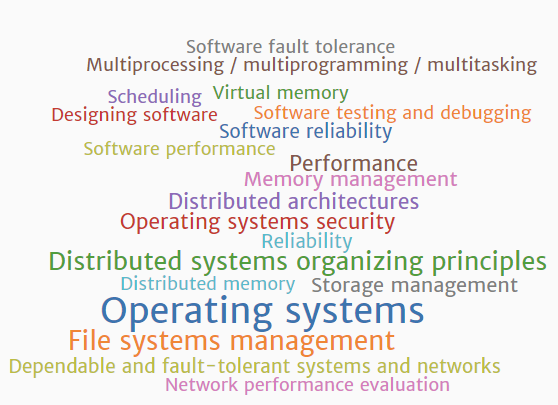 Software fault tolerance
Multiprocessing / multiprogramming / multitasking
Scheduling
Virtual memory
Designing software
Software testing and debugging
Software reliability
Software performance
Performance
Memory management
Distributed architectures
Operating systems security
Reliability
Distributed systems organizing principles
Distributed memory
Storage management
Operating systems
File systems management
Dependable and fault-tolerant systems and networks
Network performance evaluation